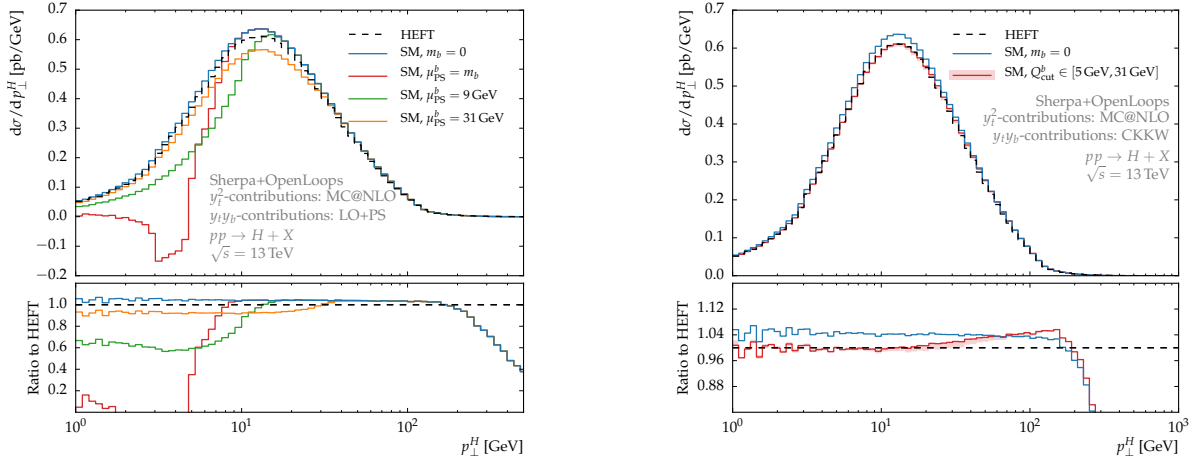 0.7
0.6
0.5
0.4
0.3
0.2
0.1
0.0
−0.1
−0.2
dσ/dp⊥^H [pb/GeV]
HEFT
SM, m_b = 0
SM, μ_PS^b = m_b
SM, μ_PS^b = 9 GeV
SM, μ_PS^b = 31 GeV
Sherpa+OpenLoops
y_t^2-contributions: MC@NLO
y_t y_b-contributions: LO+PS
pp → H + X
√s = 13 TeV
1.0
0.8
0.6
0.4
0.2
Ratio to HEFT
10^0
10^1
10^2
p⊥^H [GeV]
0.7
0.6
0.5
0.4
0.3
0.2
0.1
0.0
dσ/dp⊥^H [pb/GeV]
HEFT
SM, m_b = 0
SM, Q_cut^b ∈ [5 GeV, 31 GeV]
Sherpa+OpenLoops
y_t^2-contributions: MC@NLO
y_t y_b-contributions: CKKW
pp → H + X
√s = 13 TeV
1.12
1.04
0.96
0.88
Ratio to HEFT
10^0
10^1
10^2
10^3
p⊥^H [GeV]